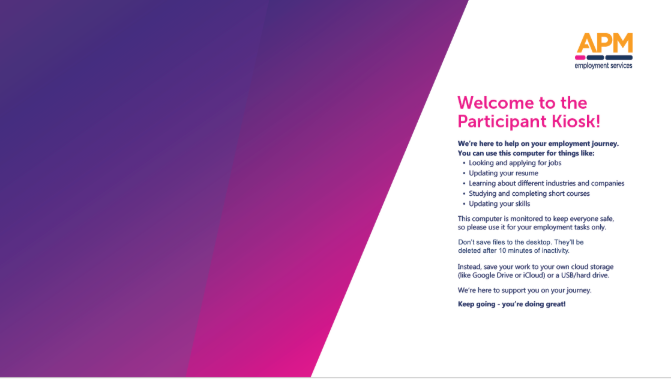 APM
employment services
Welcome to the
Participant Kiosk!
We're here to help on your employment journey.
You can use this computer for things like:
• Looking and applying for jobs
• Updating your resume
• Learning about different industries and companies
• Studying and completing short courses
• Updating your skills
This computer is monitored to keep everyone safe,
so please use it for your employment tasks only.
Don't save files to the desktop. They'll be
deleted after 10 minutes of inactivity.
Instead, save your work to your own cloud storage
(like Google Drive or iCloud) or a USB/hard drive.
We're here to support you on your journey.
Keep going - you're doing great!